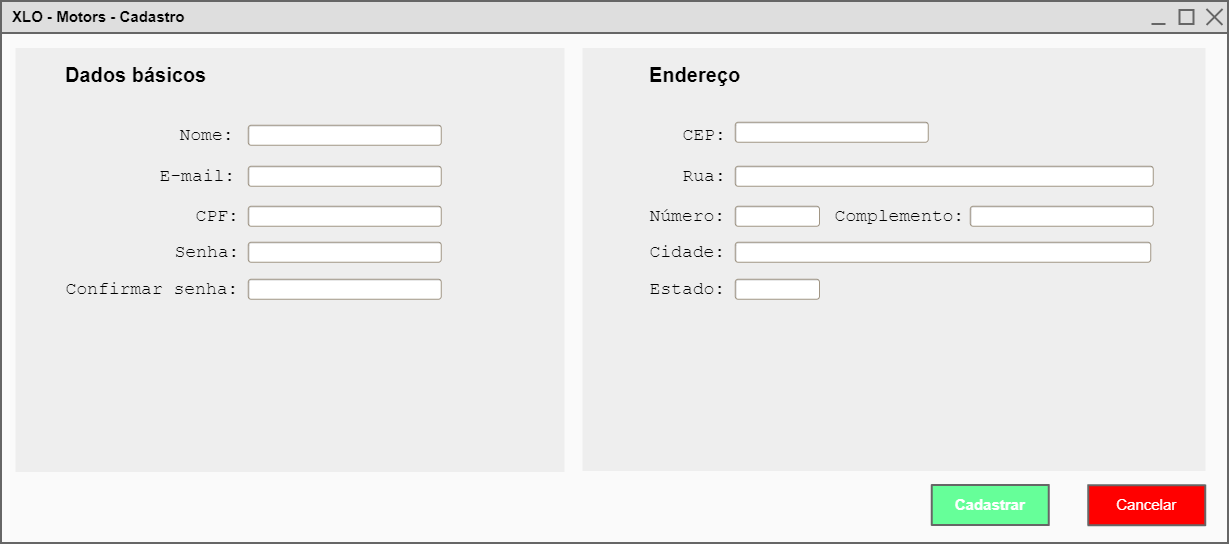 XLO - Motors - Cadastro
Dados básicos
Nome:
E-mail:
CPF:
Senha:
Confirmar senha:
Endereço
CEP:
Rua:
Número: Complemento:
Cidade:
Estado:
Cadastrar Cancelar